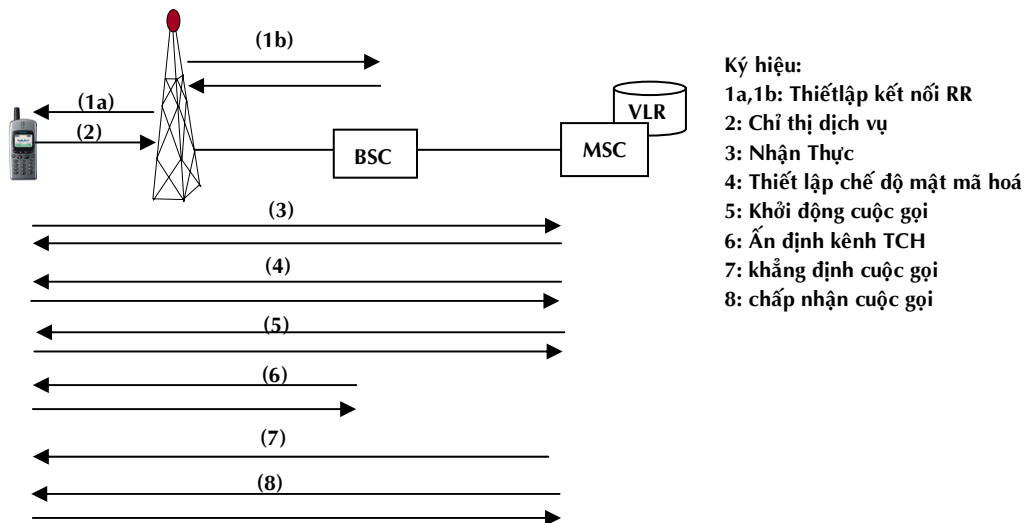 (1b)
(1a)
(2)
BSC
MSC
VLR
(3)
(4)
(5)
(6)
(7)
(8)
Ký hiệu:
1a,1b: Thiếtlập kết nối RR
2: Chỉ thị dịch vụ
3: Nhận Thực
4: Thiết lập chế độ mật mã hoá
5: Khởi động cuộc gọi
6: Ấn định kênh TCH
7: khẳng định cuộc gọi
8: chấp nhận cuộc gọi